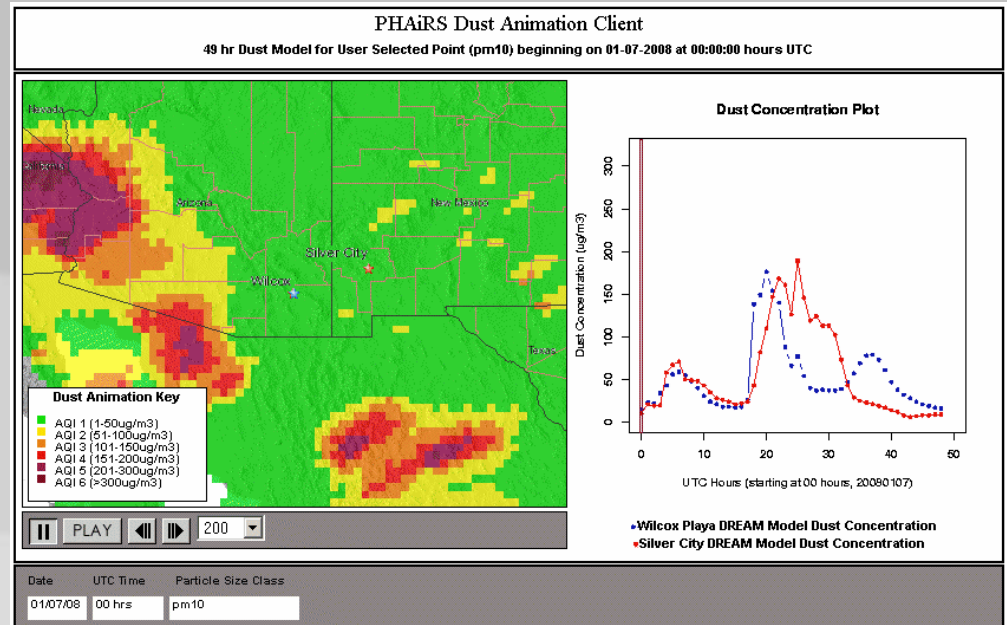 PHAiRS Dust Animation Client
49 hr Dust Model for User Selected Point (pm10) beginning on 01-07-2008 at 00:00:00 hours UTC
Nevada
Arizona
New Mexico
Silver City
Wilcox
Texas
Dust Animation Key
AQI 1 (1-50ug/m3)
AQI 2 (51-100ug/m3)
AQI 3 (101-150ug/m3)
AQI 4 (151-200ug/m3)
AQI 5 (201-300ug/m3)
AQI 6 (>300ug/m3)
PLAY
200
Dust Concentration Plot
Dust Concentration (ug/m3)
300
250
200
150
100
50
0
0 10 20 30 40 50
UTC Hours (starting at 00 hours, 20080107)
Wilcox Playa DREAM Model Dust Concentration
Silver City DREAM Model Dust Concentration
Date UTC Time Particle Size Class
01/07/08 00 hrs pm10